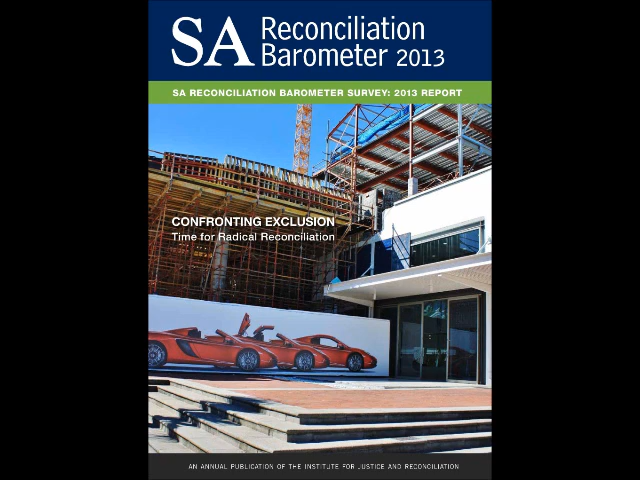 SA Reconciliation
Barometer 2013
SA RECONCILIATION BAROMETER SURVEY: 2013 REPORT
CONFRONTING EXCLUSION
Time for Radical Reconciliation
AN ANNUAL PUBLICATION OF THE INSTITUTE FOR JUSTICE AND RECONCILIATION